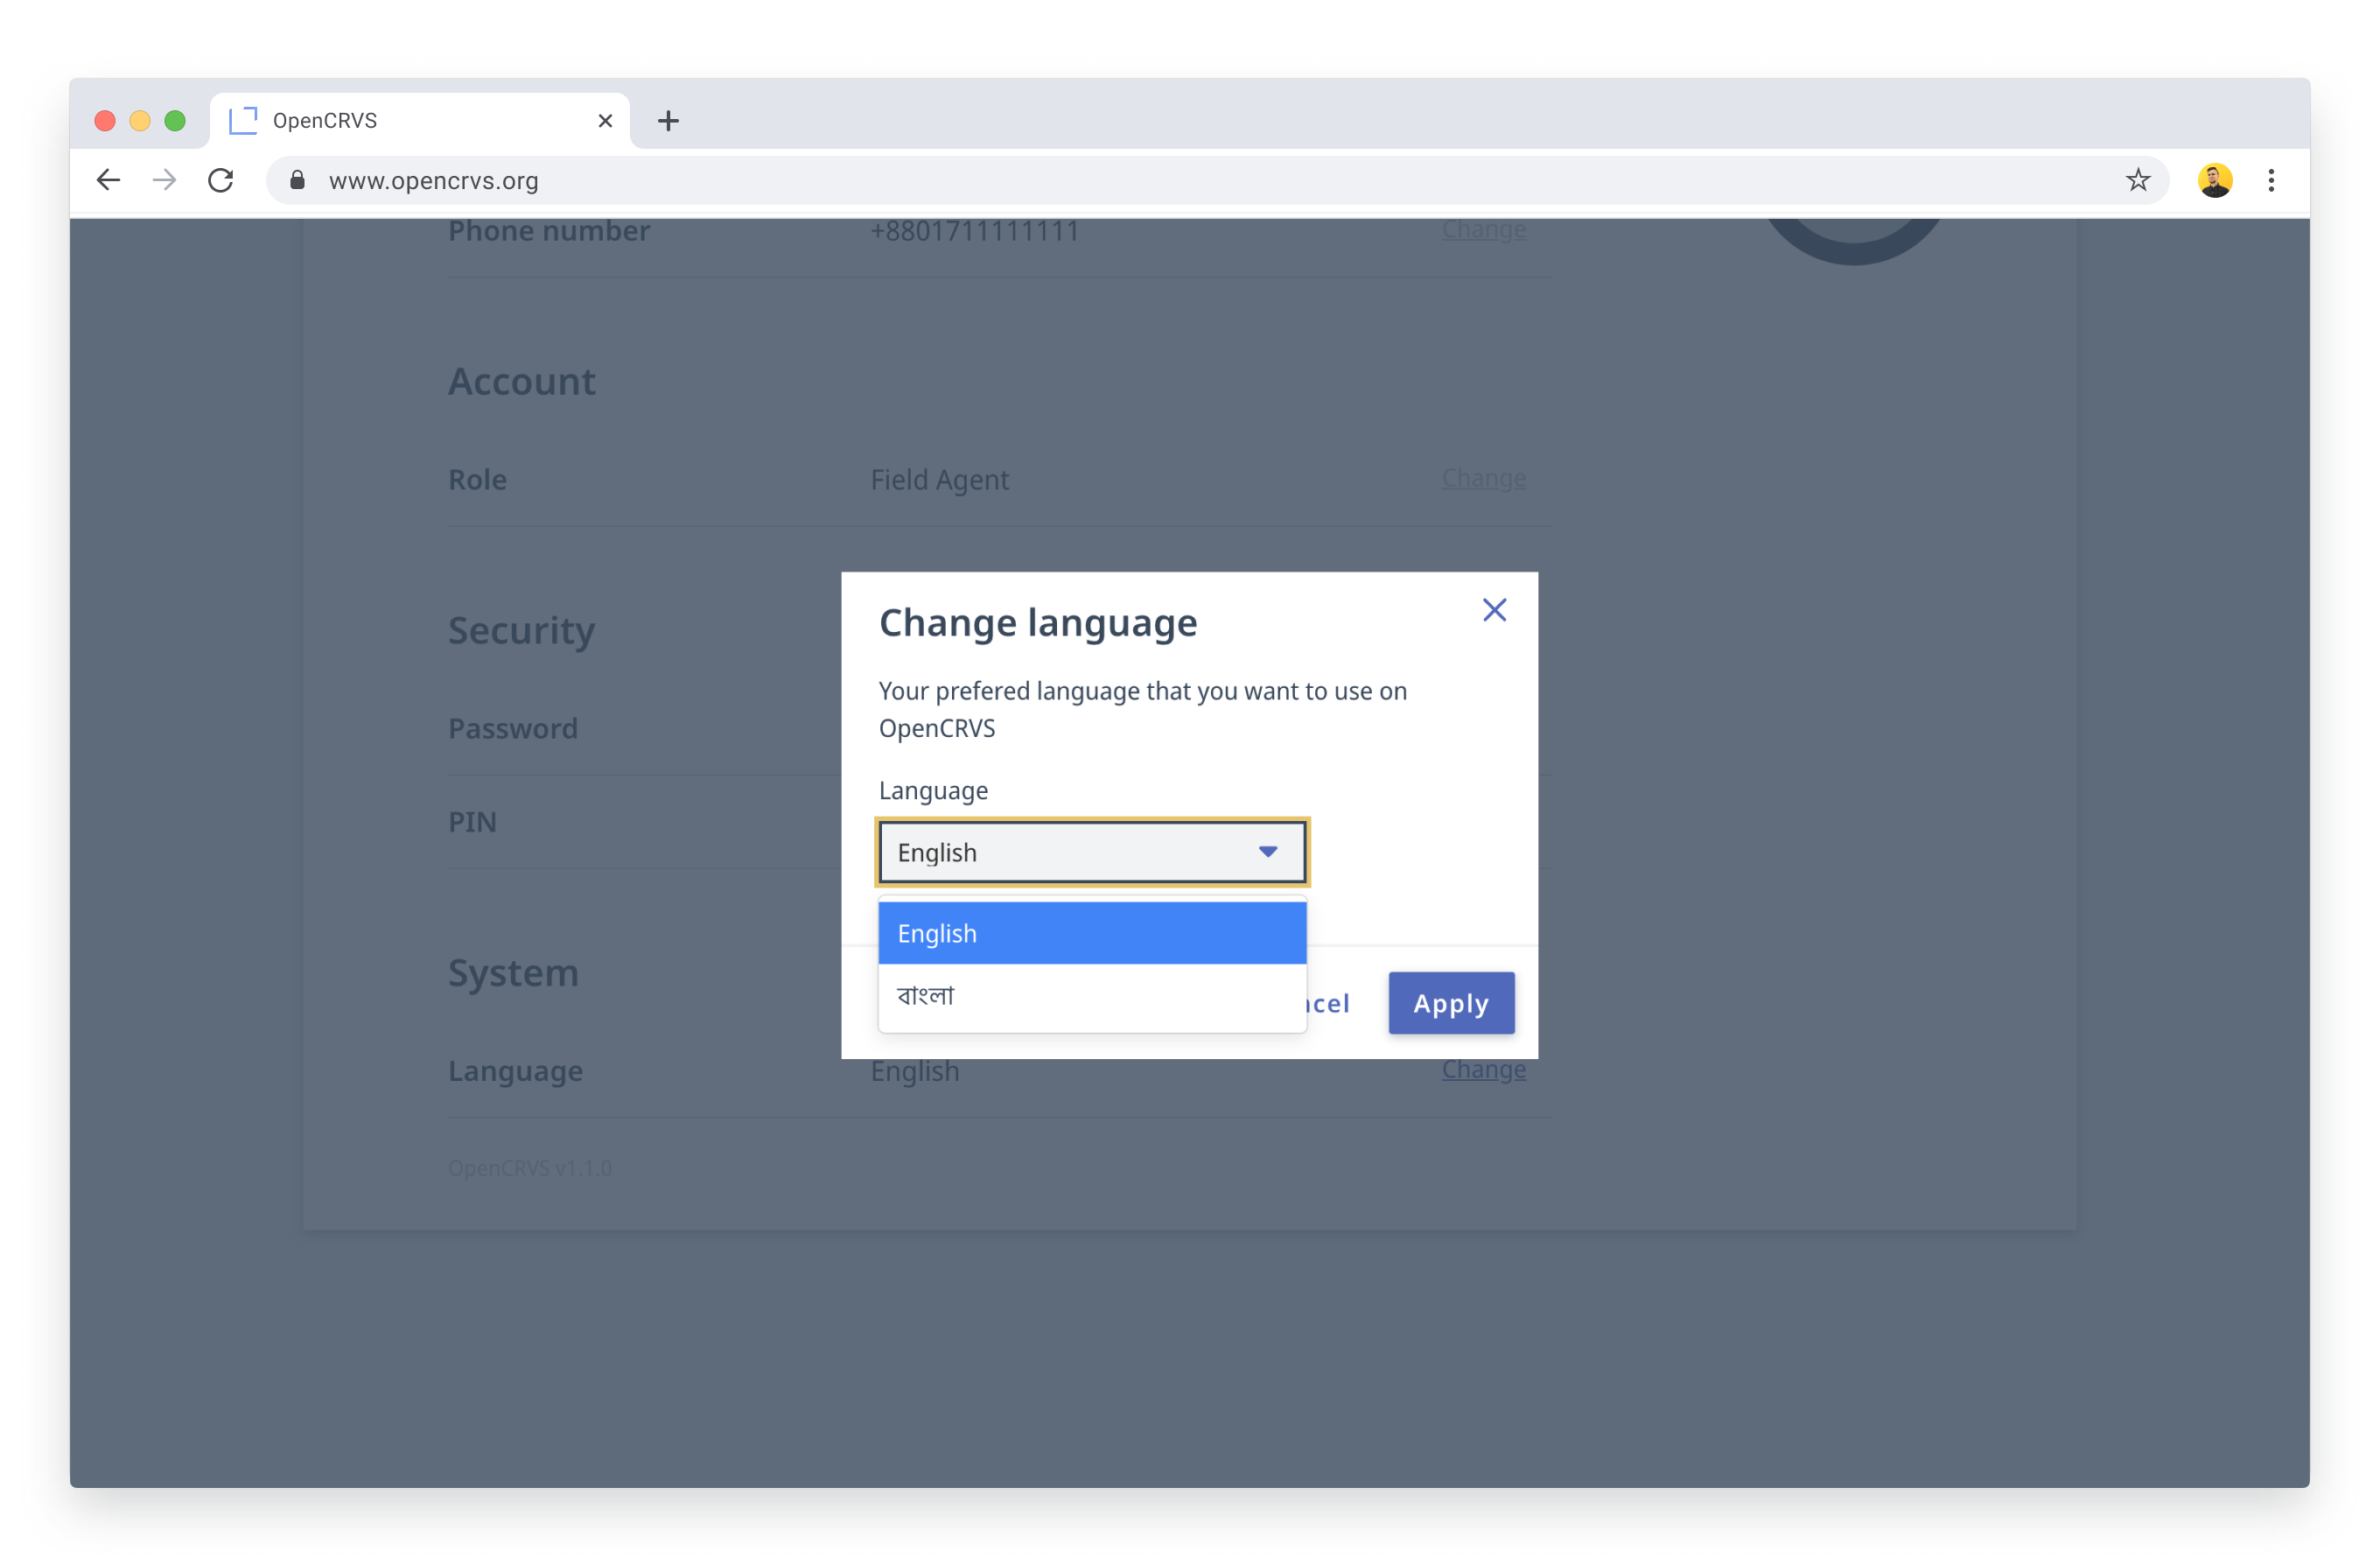 OpenCRVS
www.opencrvs.org
Phone number +8801711111111 Change
Account
Role Field Agent Change
Security
Password
PIN
System
Language English Change
OpenCRVS v1.1.0
Change language
Your prefered language that you want to use on
OpenCRVS
Language
English
English
বাংলা
Apply